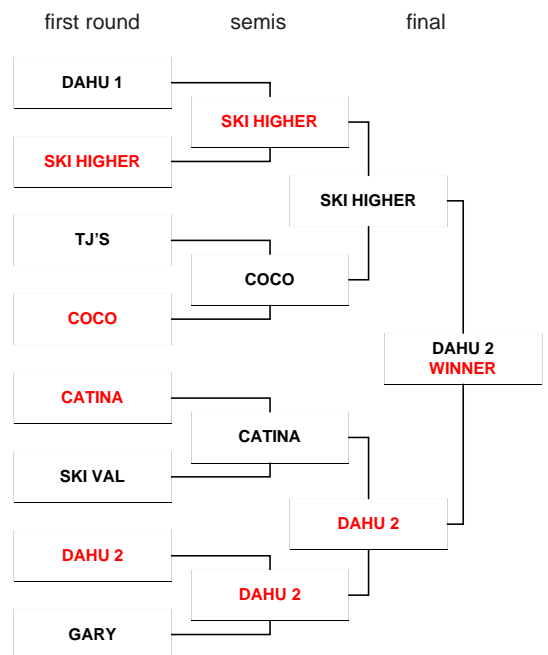 first round semis final
DAHU 1
SKI HIGHER
SKI HIGHER
SKI HIGHER
TJ'S
COCO
COCO
DAHU 2
WINNER
CATINA
CATINA
SKI VAL
DAHU 2
DAHU 2
DAHU 2
GARY